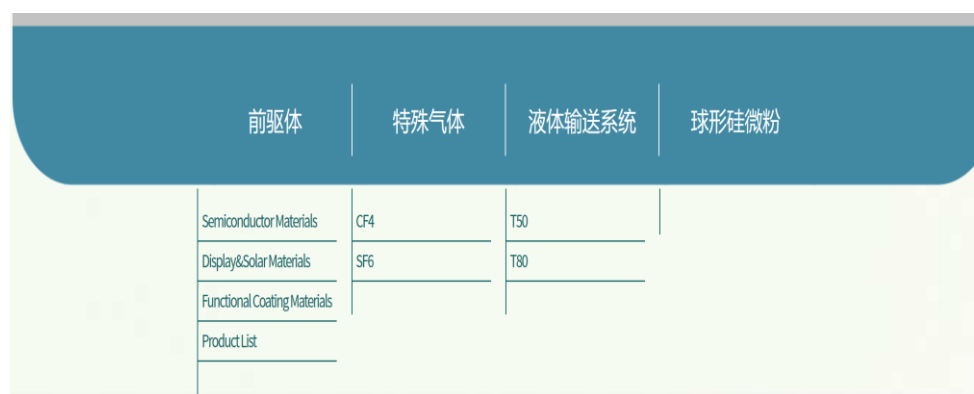 前驱体
特殊气体
液体输送系统
球形硅微粉
Semiconductor Materials
CF4
T50
Display&Solar Materials
SF6
T80
Functional Coating Materials
Product List